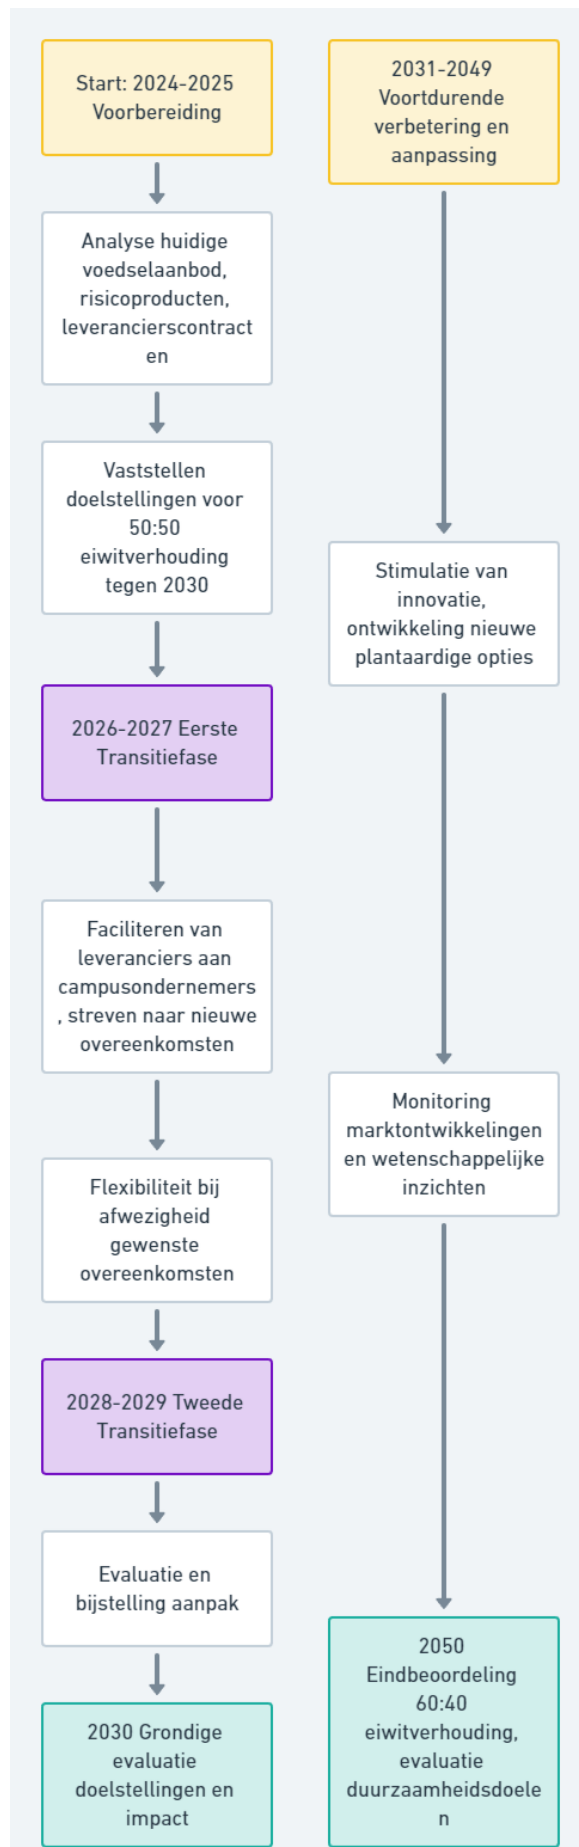 Start: 2024-2025
Voorbereiding
Analyse huidige
voedselaanbod,
risicoproducten,
leverancierscontract
en
Vaststellen
doelstellingen voor
50:50
eiwitverhouding
tegen 2030
2026-2027 Eerste
Transitiefase
Faciliteren van
leveranciers aan
campusondernemers
, streven naar nieuwe
overeenkomsten
Flexibiliteit bij
afwezigheid
gewenste
overeenkomsten
2028-2029 Tweede
Transitiefase
Evaluatie en
bijstelling aanpak
2030 Grondige
evaluatie
doelstellingen en
impact
2031-2049
Voortdurende
verbetering en
aanpassing
Stimulatie van
innovatie,
ontwikkeling nieuwe
plantaardige opties
Monitoring
marktontwikkelingen
en wetenschappelijke
inzichten
2050
Eindbeoordeling
60:40
eiwitverhouding,
evaluatie
duurzaamheidsdoele
n